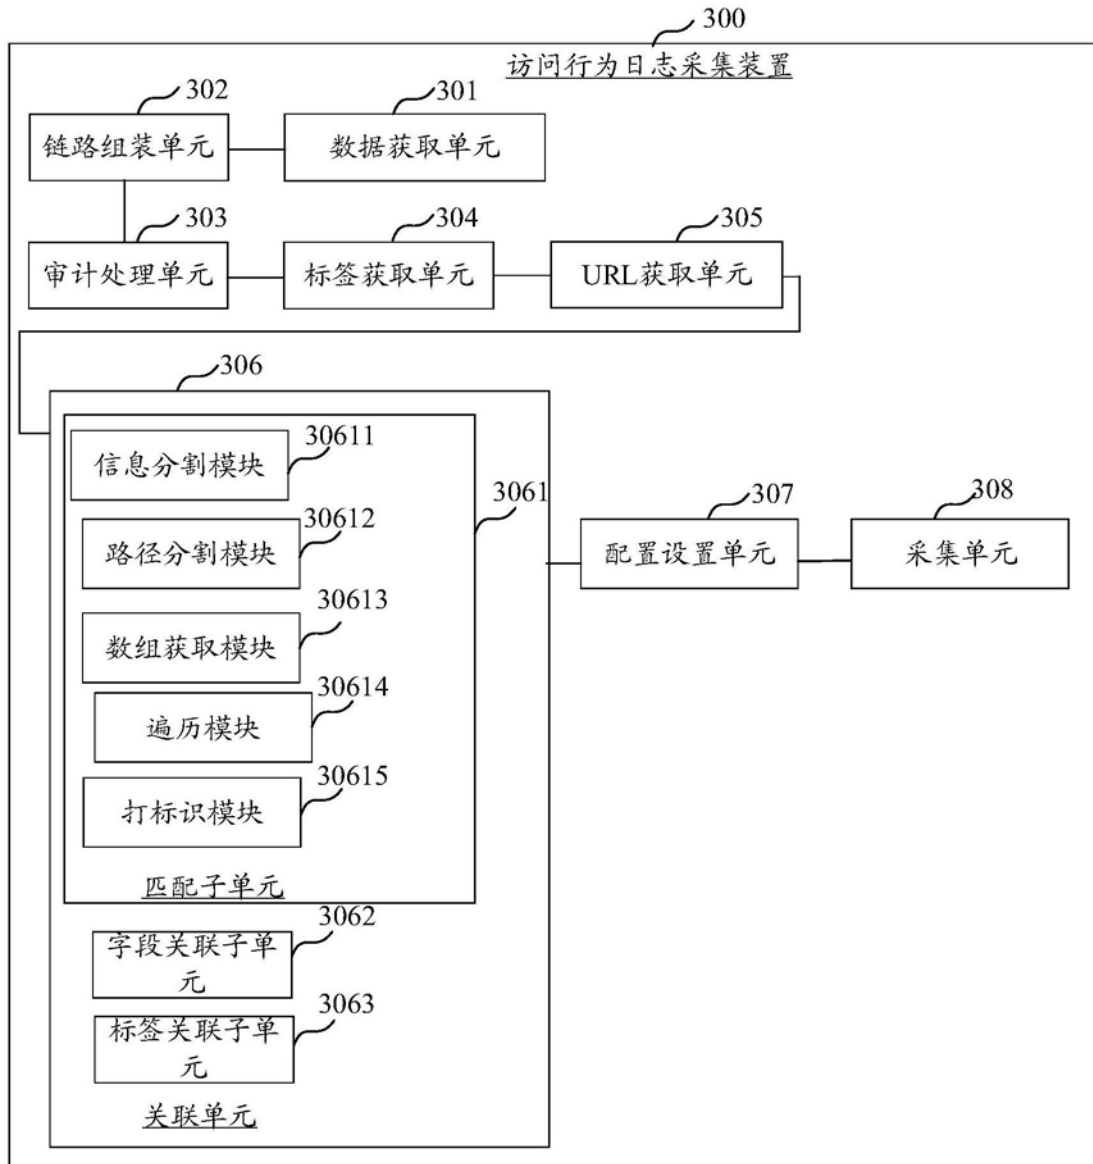 300
访问行为日志采集装置
302
301
链路组装单元
数据获取单元
303
304
305
审计处理单元
标签获取单元
URL获取单元
306
30611
信息分割模块
3061
30612
路径分割模块
307
308
配置设置单元
采集单元
30613
数组获取模块
30614
遍历模块
30615
打标识模块
匹配子单元
3062
字段关联子单
元
3063
标签关联子单
元
关联单元